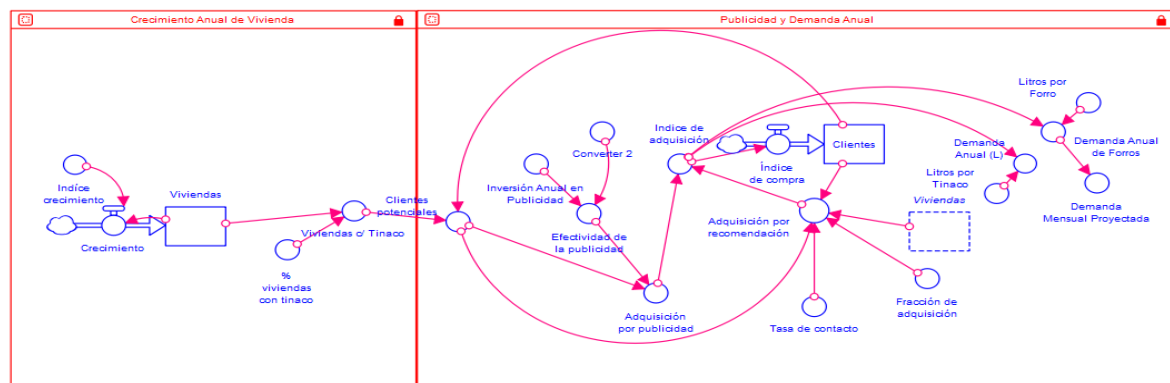 Crecimiento Anual de Vivienda
Publicidad y Demanda Anual
Indíce
crecimiento
Crecimiento
Viviendas
Viviendas c/ Tinaco
%
viviendas
con tinaco
Clientes
potenciales
Converter 2
Inversión Anual en
Publicidad
Efectividad de
la publicidad
Adquisición
por publicidad
Indice de
adquisición
Índice
de compra
Clientes
Adquisición por
recomendación
Tasa de contacto
Fracción de
adquisición
Viviendas
Litros por
Tinaco
Demanda
Anual (L)
Litros por
Forro
Demanda Anual
de Forros
Demanda
Mensual Proyectada